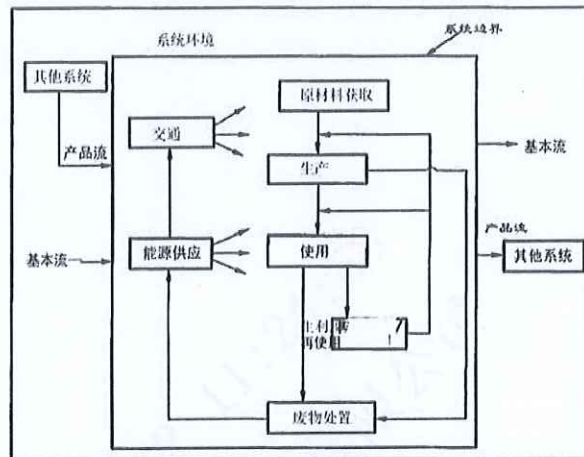 系统环境
系统边界
其他系统
原材料获取
交通
产品流
生产
基本流
产品流
基本流
能源供应
使用
其他系统
再使用
废物处置